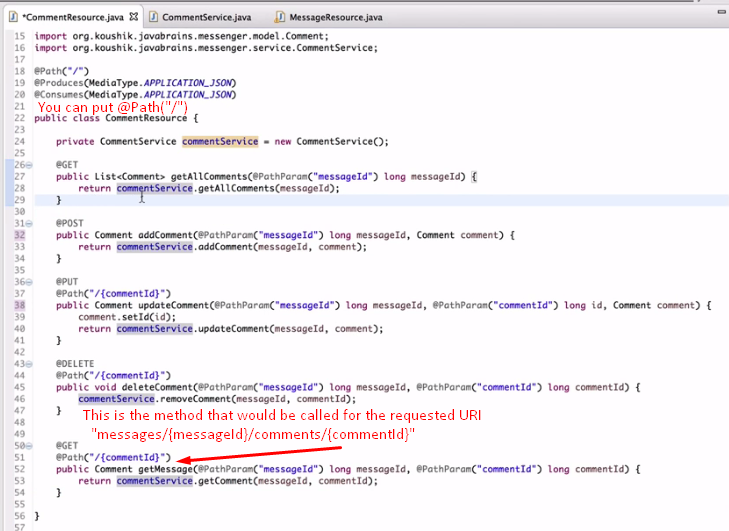 *CommentResource.java CommentService.java MessageResource.java
15 import org.koushik.javabrains.messenger.model.Comment;
16 import org.koushik.javabrains.messenger.service.CommentService;
17
18 @Path("/")
19 @Produces(MediaType.APPLICATION_JSON)
20 @Consumes(MediaType.APPLICATION_JSON)
21 You can put @Path("/")
22 public class CommentResource {
23
24 private CommentService commentService = new CommentService();
25
26 @GET
27 public List<Comment> getAllComments(@PathParam("messageId") long messageId) {
28 return commentService.getAllComments(messageId);
29 }
30
31 @POST
32 public Comment addComment(@PathParam("messageId") long messageId, Comment comment) {
33 return commentService.addComment(messageId, comment);
34 }
35
36 @PUT
37 @Path("/{commentId}")
38 public Comment updateComment(@PathParam("messageId") long messageId, @PathParam("commentId") long id, Comment comment) {
39 comment.setId(id);
40 return commentService.updateComment(messageId, comment);
41 }
42
43 @DELETE
44 @Path("/{commentId}")
45 public void deleteComment(@PathParam("messageId") long messageId, @PathParam("commentId") long commentId) {
46 commentService.removeComment(messageId, commentId);
47 }
This is the method that would be called for the requested URI
48
49 "messages/{messageId}/comments/{commentId}"
50 @GET
51 @Path("/{commentId}")
52 public Comment getMessage(@PathParam("messageId") long messageId, @PathParam("commentId") long commentId) {
53 return commentService.getComment(messageId, commentId);
54 }
55
56 }
57